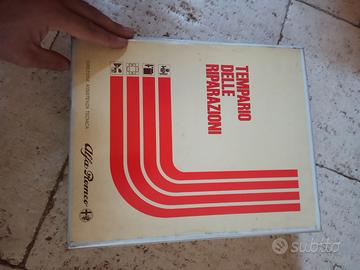 TEMPARIO
DELLE
RIPARAZIONI
DIREZIONE ASSISTENZA TECNICA
Alfa Romeo
subito